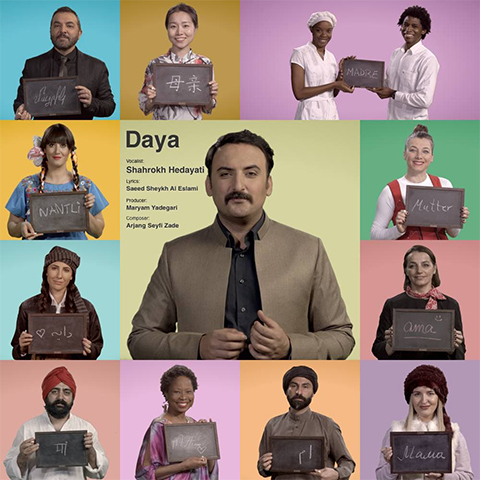 母亲
MADRE
Daya
Vocalist:
Shahrokh Hedayati
Lyrics:
Saeed Sheykh Al Eslami
Producer:
Maryam Yadegari
Composer:
Arjang Seyfi Zade
NANTLI
Mutter
ama
ام
Мама